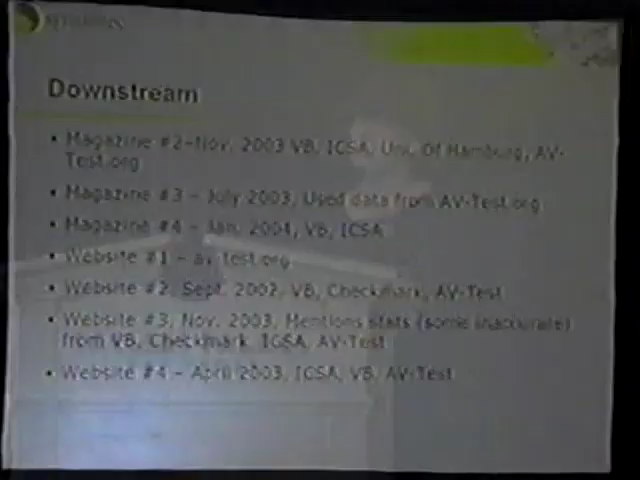 symantec
Downstream
• Magazine #2–Nov. 2003 VB, ICSA, Uni. Of Hamburg, AV-
Test.org
• Magazine #3 – July 2003, Used data from AV-Test.org
• Magazine #4 – Jan. 2004, VB, ICSA
• Website #1 – av-test.org
• Website #2, Sept. 2002, VB, Checkmark, AV-Test
• Website #3, Nov. 2003, Mentions stats (some inaccurate)
from VB, Checkmark, ICSA, AV-Test
• Website #4 – April 2003, ICSA, VB, AV-Test